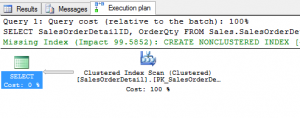 Results Messages Execution plan
Query 1: Query cost (relative to the batch): 100%
SELECT SalesOrderDetailID, OrderQty FROM Sales.SalesOrderDe
Missing Index (Impact 99.5852): CREATE NONCLUSTERED INDEX [
SELECT
Cost: 0 %
Clustered Index Scan (Clustered)
[SalesOrderDetail].[PK_SalesOrderDe…
Cost: 100 %